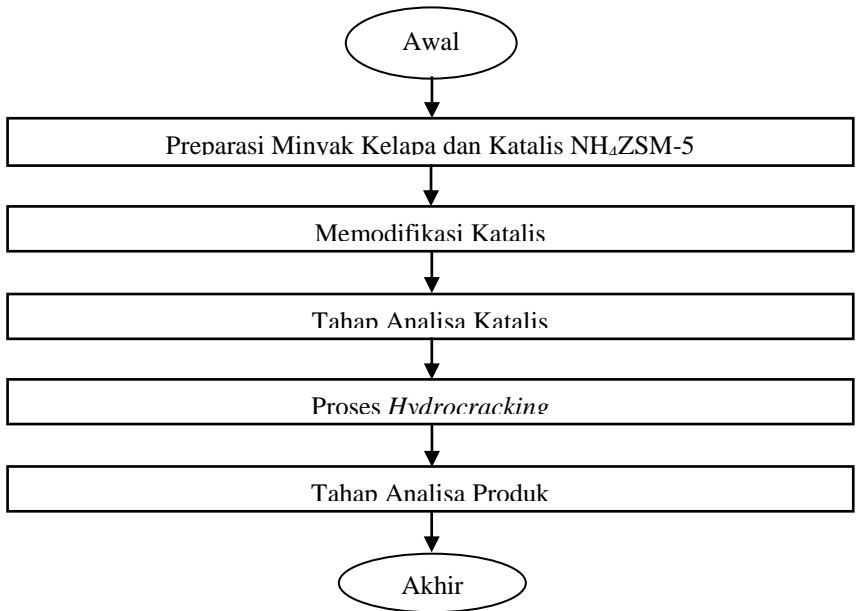 Awal
Preparasi Minyak Kelapa dan Katalis NH₄ZSM-5
Memodifikasi Katalis
Tahap Analisa Katalis
Proses Hydrocracking
Tahap Analisa Produk
Akhir